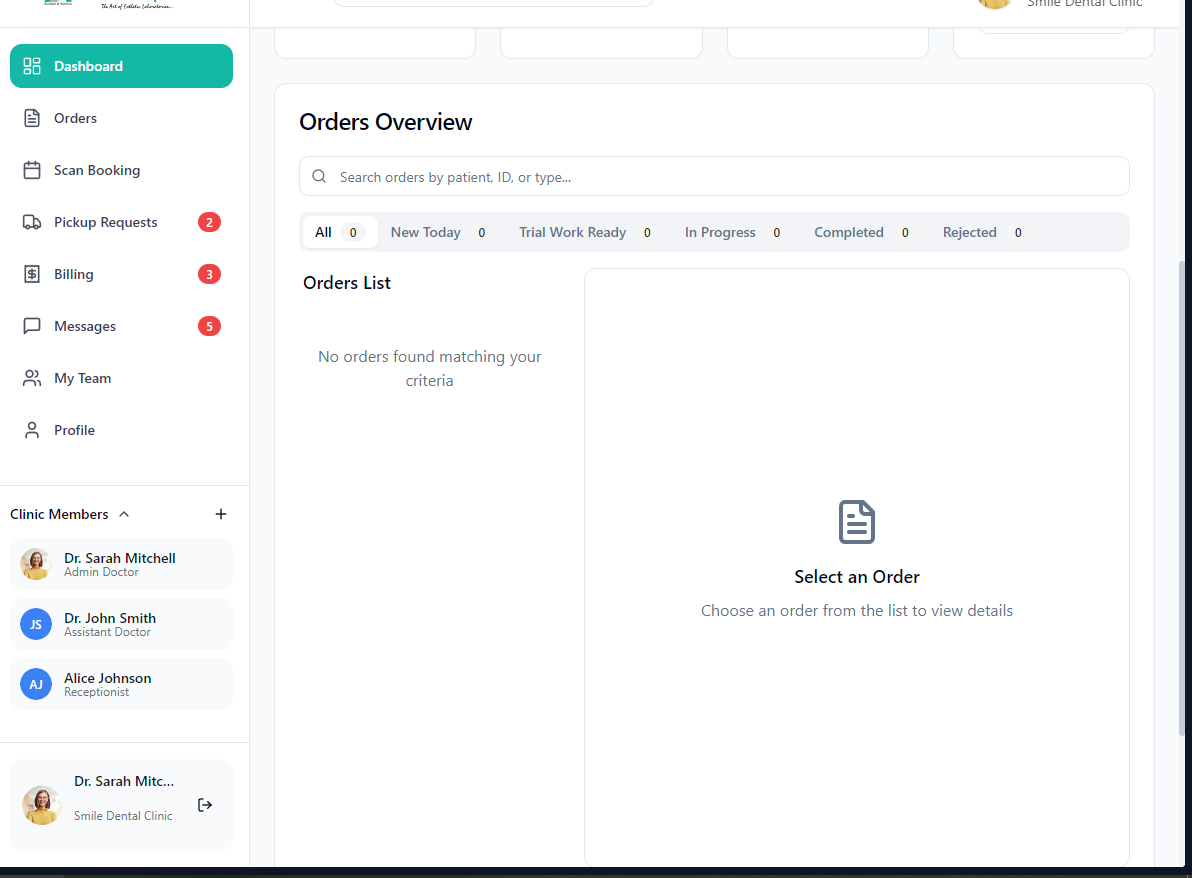 The Art of Esthetic Laboratories...
Smile Dental Clinic
Dashboard
Orders
Scan Booking
Pickup Requests 2
Billing 3
Messages 5
My Team
Profile
Clinic Members
Dr. Sarah Mitchell
Admin Doctor
JS
Dr. John Smith
Assistant Doctor
AJ
Alice Johnson
Receptionist
Dr. Sarah Mitc...
Smile Dental Clinic
Orders Overview
Search orders by patient, ID, or type...
All 0 New Today 0 Trial Work Ready 0 In Progress 0 Completed 0 Rejected 0
Orders List
No orders found matching your
criteria
Select an Order
Choose an order from the list to view details